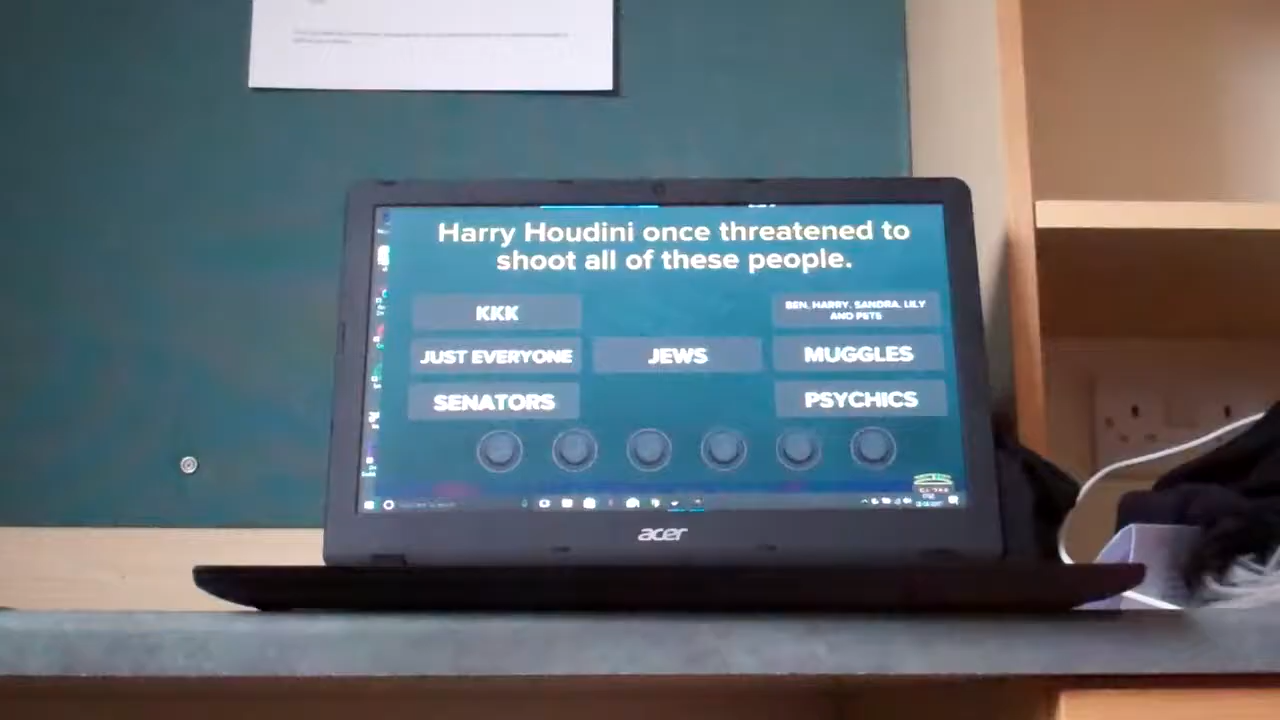 Harry Houdini once threatened to
shoot all of these people.
KKK
BEN, HARRY, SANDRA, LILY
AND PETS
JUST EVERYONE
JEWS
MUGGLES
SENATORS
PSYCHICS
acer